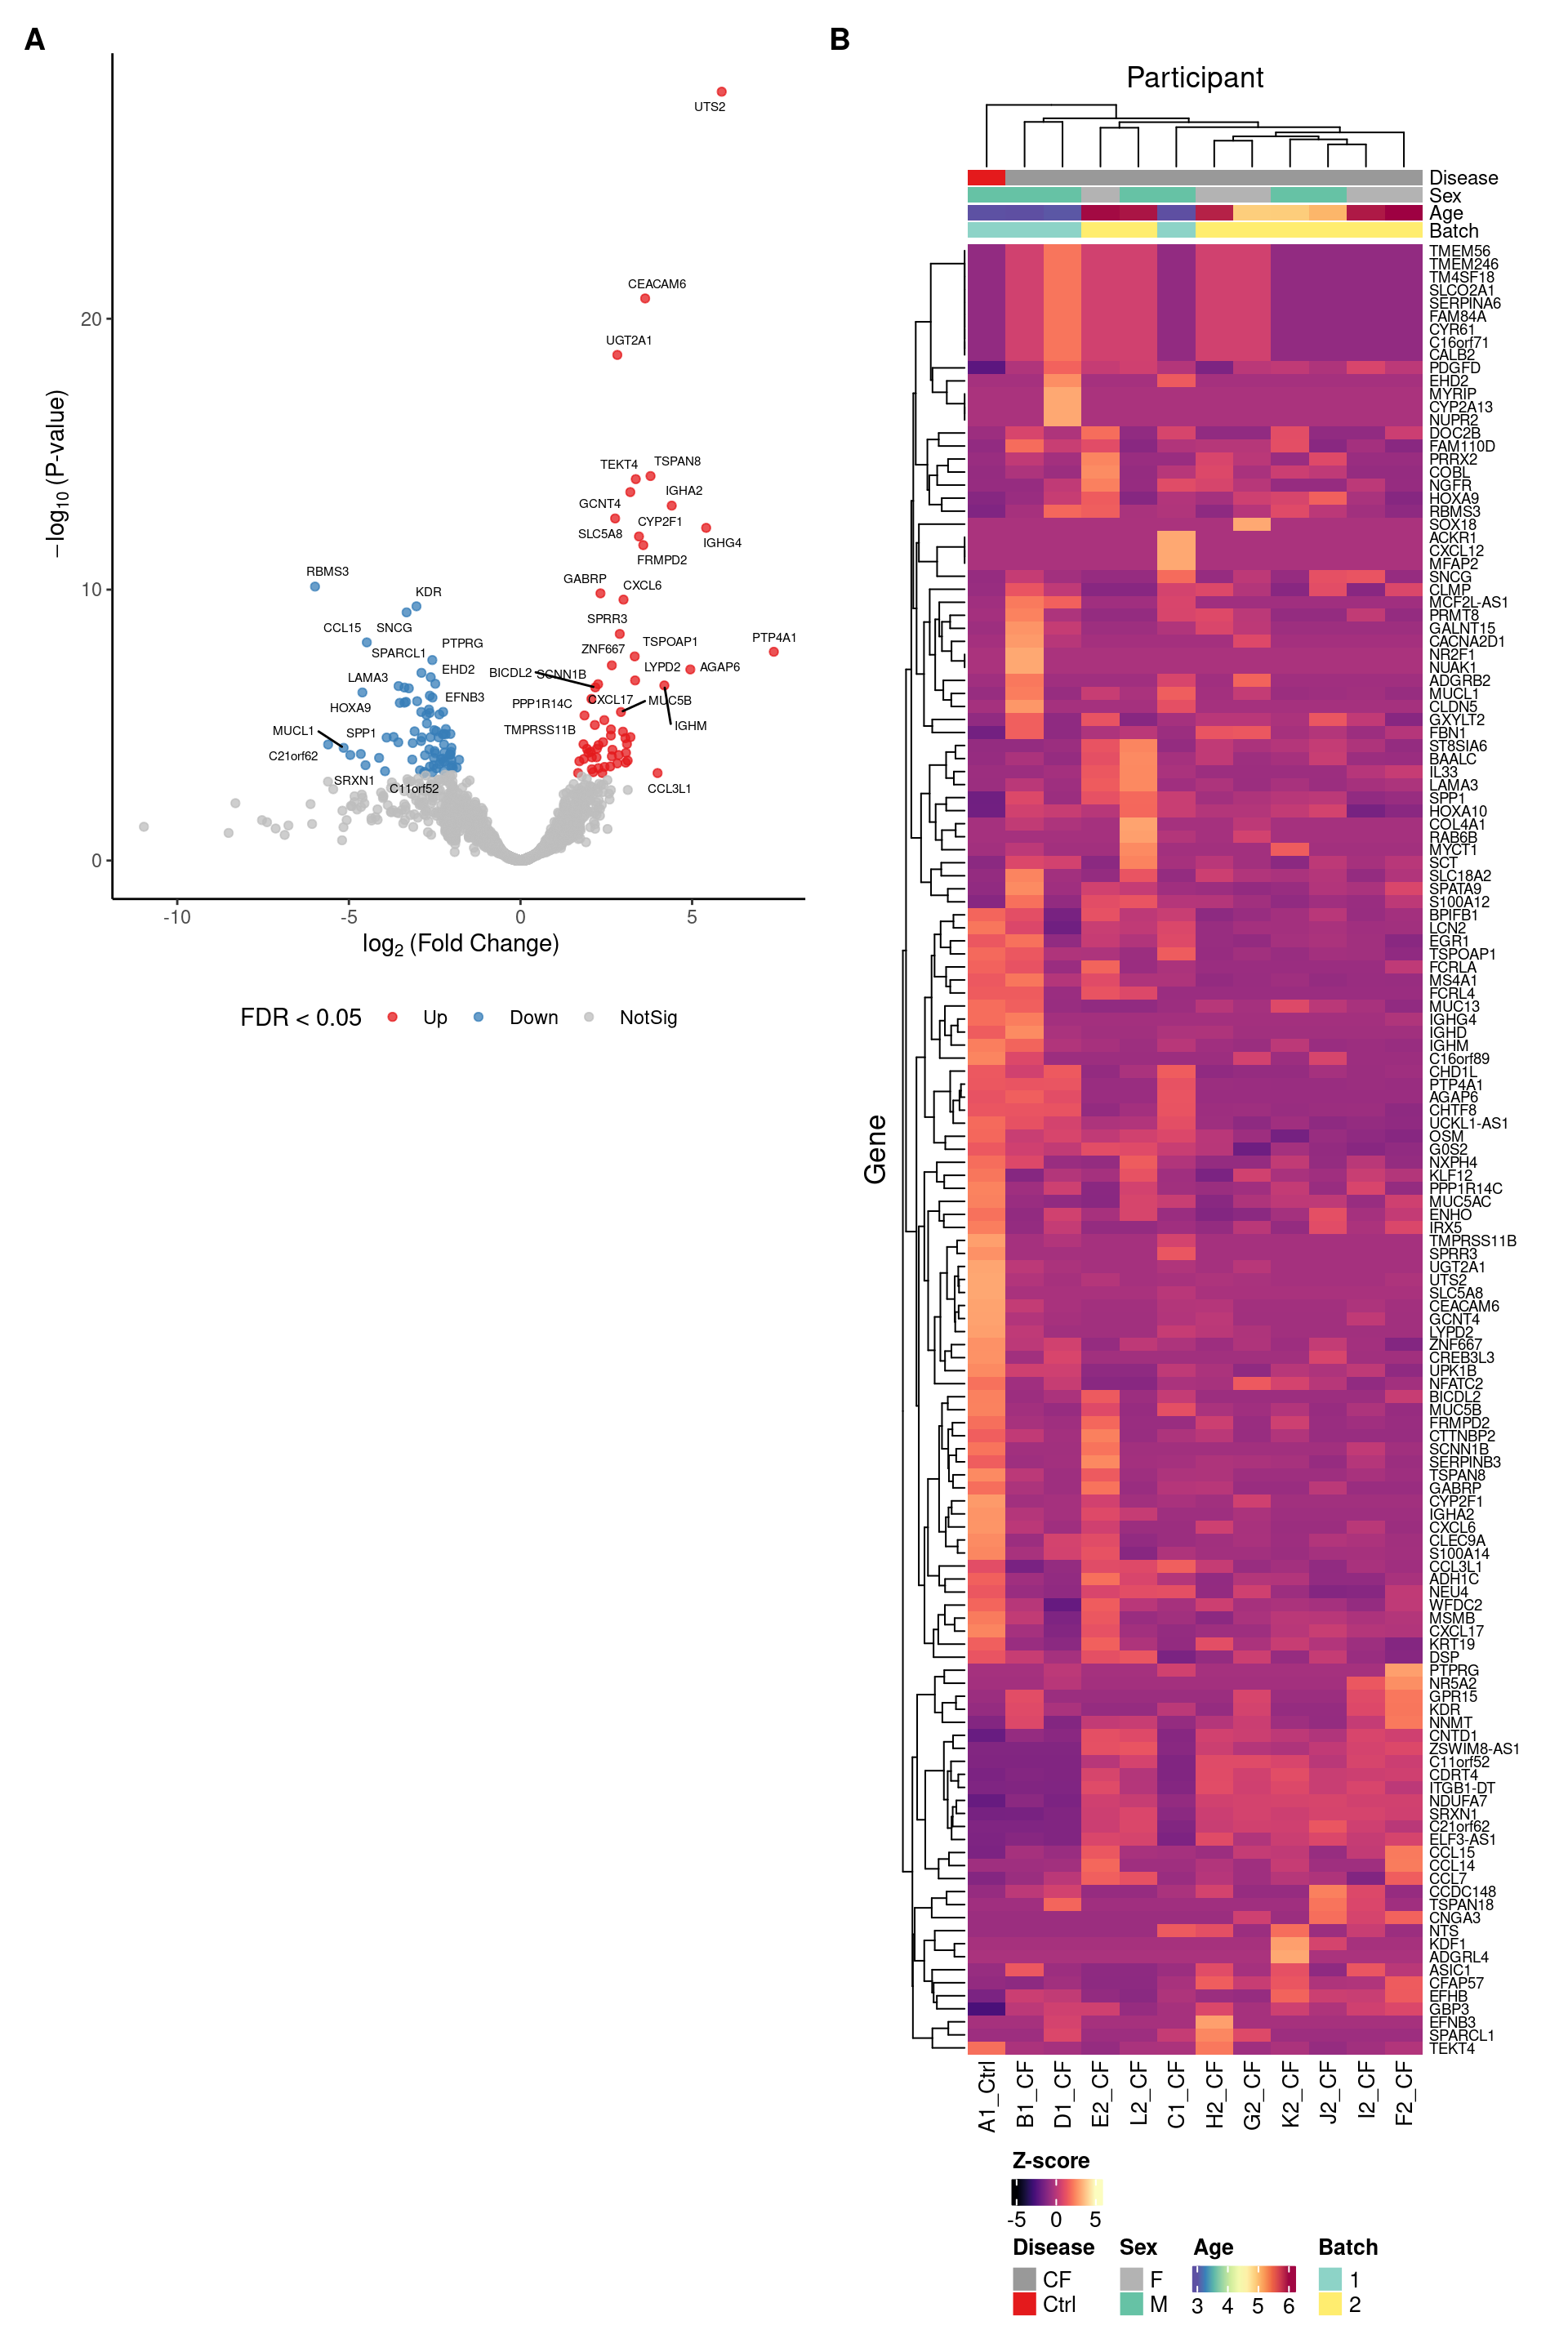 A
UTS2
CEACAM6
20
UGT2A1
TEKT4
TSPAN8
IGHA2
GCNT4
CYP2F1
SLC5A8
IGHG4
FRMPD2
−log10 (P-value)
RBMS3
GABRP
CXCL6
10
KDR
SPRR3
CCL15
SNCG
PTPRG
ZNF667
TSPOAP1
PTP4A1
SPARCL1
EHD2
BICDL2
SCNN1B
LYPD2
AGAP6
LAMA3
EFNB3
PPP1R14C
CXCL17
MUC5B
HOXA9
MUCL1
SPP1
TMPRSS11B
IGHM
C21orf62
SRXN1
C11orf52
CCL3L1
0
-10
-5
0
5
log2 (Fold Change)
FDR < 0.05
Up
Down
NotSig
B
Participant
Disease
Sex
Age
Batch
Gene
TMEM56
TMEM246
TM4SF18
SLCO2A1
SERPINA6
FAM84A
CYR61
C16orf71
CALB2
PDGFD
EHD2
MYRIP
CYP2A13
NUPR2
DOC2B
FAM110D
PRRX2
COBL
NGFR
HOXA9
RBMS3
SOX18
ACKR1
CXCL12
MFAP2
SNCG
CLMP
MCF2L-AS1
PRMT8
GALNT15
CACNA2D1
NR2F1
NUAK1
ADGRB2
MUCL1
CLDN5
GXYLT2
FBN1
ST8SIA6
BAALC
IL33
LAMA3
SPP1
HOXA10
COL4A1
RAB6B
MYCT1
SCT
SLC18A2
SPATA9
S100A12
BPIFB1
LCN2
EGR1
TSPOAP1
FCRLA
MS4A1
FCRL4
MUC13
IGHG4
IGHD
IGHM
C16orf89
CHD1L
PTP4A1
AGAP6
CHTF8
UCKL1-AS1
OSM
G0S2
NXPH4
KLF12
PPP1R14C
MUC5AC
ENHO
IRX5
TMPRSS11B
SPRR3
UGT2A1
UTS2
SLC5A8
CEACAM6
GCNT4
LYPD2
ZNF667
CREB3L3
UPK1B
NFATC2
BICDL2
MUC5B
FRMPD2
CTTNBP2
SCNN1B
SERPINB3
TSPAN8
GABRP
CYP2F1
IGHA2
CXCL6
CLEC9A
S100A14
CCL3L1
ADH1C
NEU4
WFDC2
MSMB
CXCL17
KRT19
DSP
PTPRG
NR5A2
GPR15
KDR
NNMT
CNTD1
ZSWIM8-AS1
C11orf52
CDRT4
ITGB1-DT
NDUFA7
SRXN1
C21orf62
ELF3-AS1
CCL15
CCL14
CCL7
CCDC148
TSPAN18
CNGA3
NTS
KDF1
ADGRL4
ASIC1
CFAP57
EFHB
GBP3
EFNB3
SPARCL1
TEKT4
A1_Ctrl
B1_CF
D1_CF
E2_CF
L2_CF
C1_CF
H2_CF
G2_CF
K2_CF
J2_CF
I2_CF
F2_CF
Z-score
-5 0 5
Disease
CF
Ctrl
Sex
F
M
Age
3 4 5 6
Batch
1
2